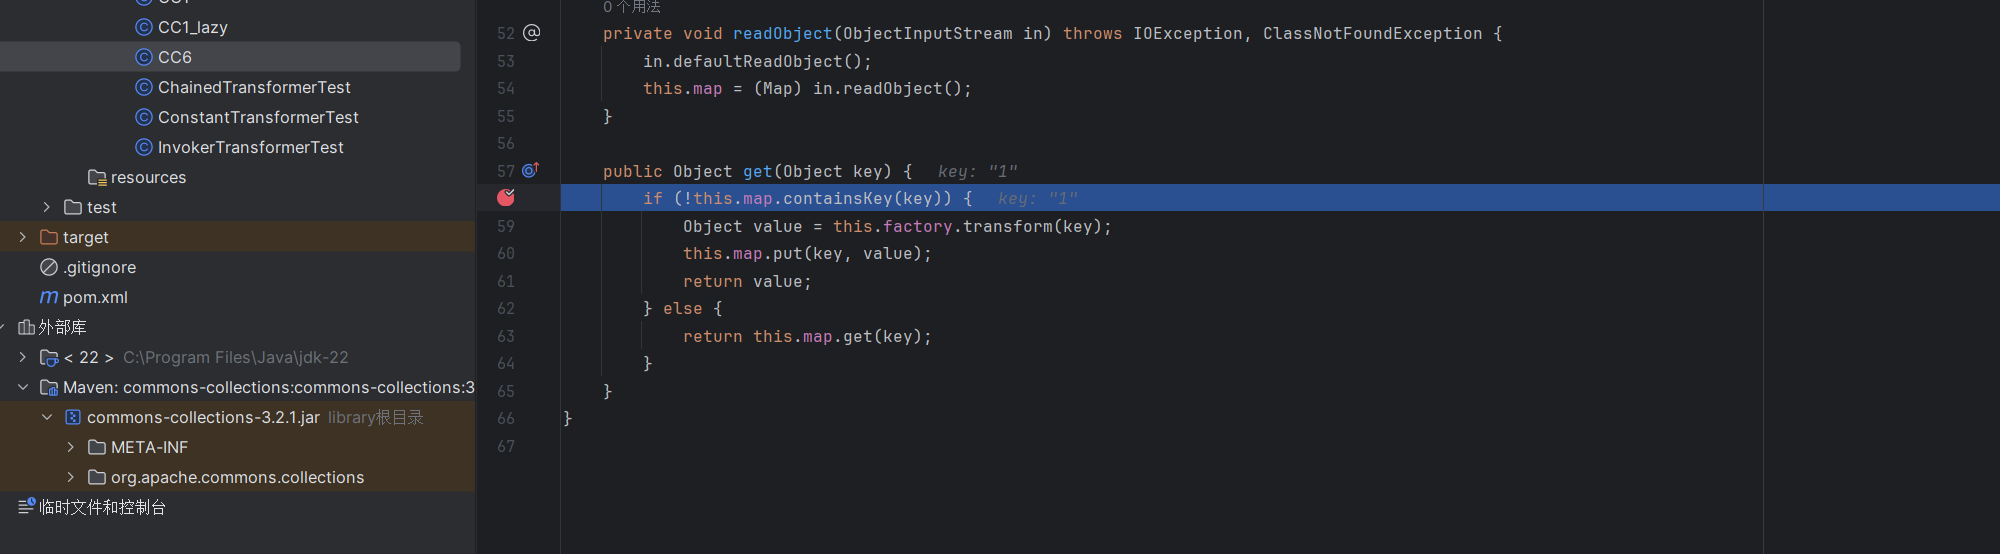 CC1
CC1_lazy
CC6
ChainedTransformerTest
ConstantTransformerTest
InvokerTransformerTest
resources
test
target
.gitignore
pom.xml
外部库
< 22 > C:\Program Files\Java\jdk-22
Maven: commons-collections:commons-collections:3
commons-collections-3.2.1.jar library根目录
META-INF
org.apache.commons.collections
临时文件和控制台
0 个用法
52 private void readObject(ObjectInputStream in) throws IOException, ClassNotFoundException {
53 in.defaultReadObject();
54 this.map = (Map) in.readObject();
55 }
56
57 public Object get(Object key) { key: "1"
if (!this.map.containsKey(key)) { key: "1"
59 Object value = this.factory.transform(key);
60 this.map.put(key, value);
61 return value;
62 } else {
63 return this.map.get(key);
64 }
65 }
66 }
67